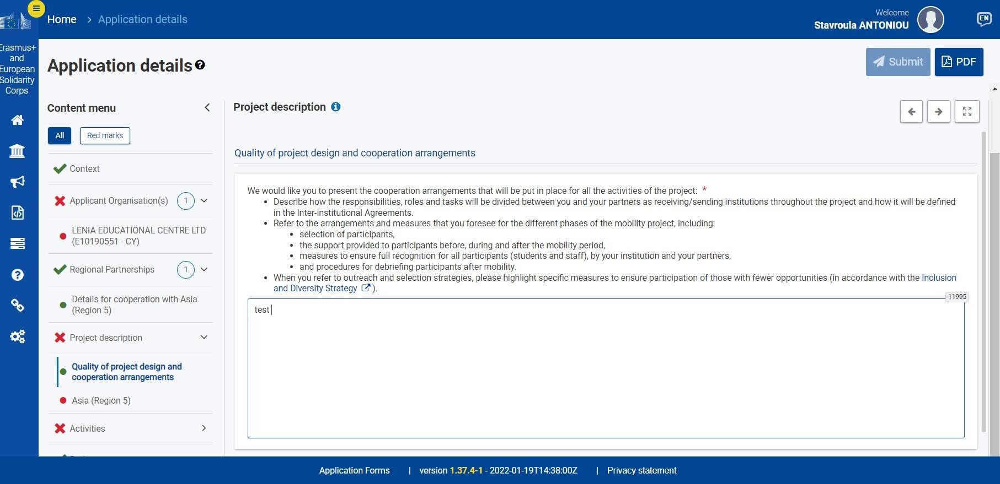 Home > Application details
Welcome
Stavroula ANTONIOU
EN
Erasmus+
and
European
Solidarity
Corps
Application details
Submit
PDF
Content menu
All
Red marks
Context
Applicant Organisation(s) 1
LENIA EDUCATIONAL CENTRE LTD
(E10190551 - CY)
Regional Partnerships 1
Details for cooperation with Asia
(Region 5)
Project description
Quality of project design and
cooperation arrangements
Asia (Region 5)
Activities
Project description
Quality of project design and cooperation arrangements
We would like you to present the cooperation arrangements that will be put in place for all the activities of the project: *
• Describe how the responsibilities, roles and tasks will be divided between you and your partners as receiving/sending institutions throughout the project and how it will be defined
in the Inter-institutional Agreements.
• Refer to the arrangements and measures that you foresee for the different phases of the mobility project, including:
• selection of participants,
• the support provided to participants before, during and after the mobility period,
• measures to ensure full recognition for all participants (students and staff), by your institution and your partners,
• and procedures for debriefing participants after mobility.
• When you refer to outreach and selection strategies, please highlight specific measures to ensure participation of those with fewer opportunities (in accordance with the Inclusion
and Diversity Strategy ).
11995
test
Application Forms | version 1.37.4-1 - 2022-01-19T14:38:00Z | Privacy statement